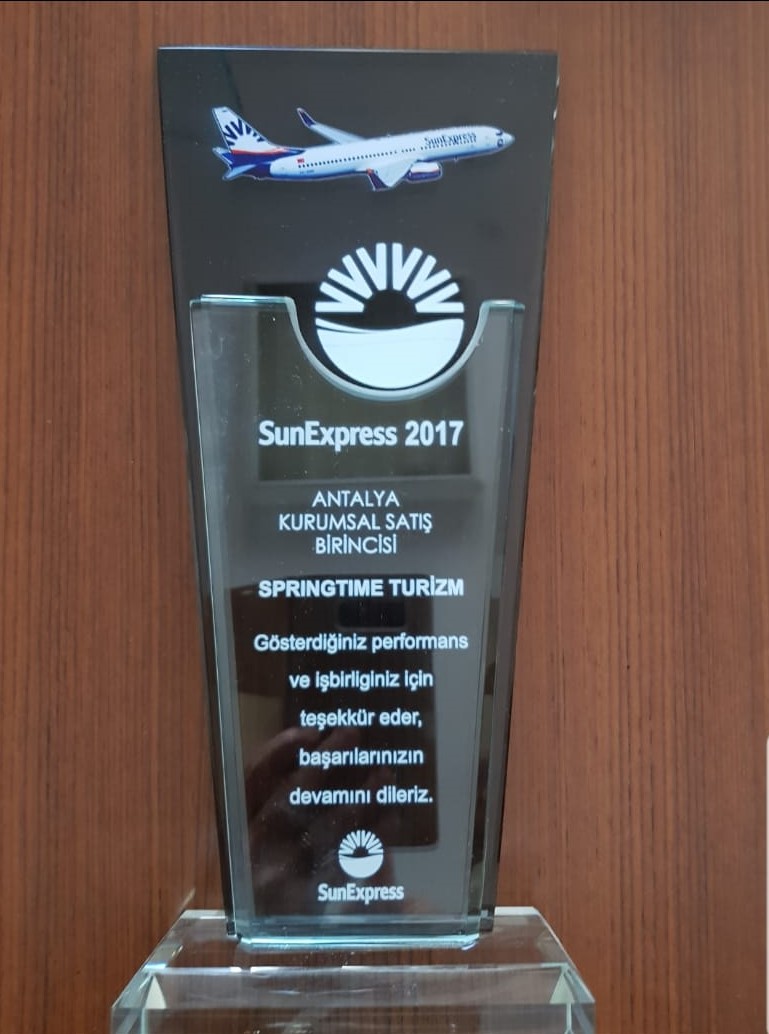 SunExpress
SunExpress 2017
ANTALYA
KURUMSAL SATIŞ
BİRİNCİSİ
SPRINGTIME TURİZM
Gösterdiğiniz performans
ve işbirliginiz için
teşekkür eder,
başarılarınızın
devamını dileriz.
SunExpress